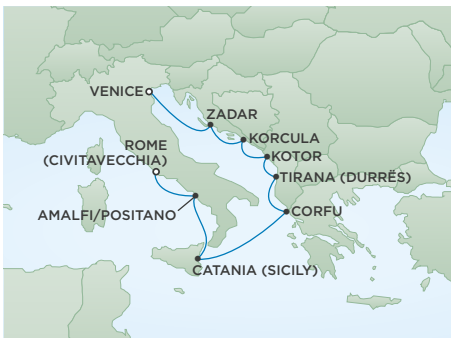 VENICE
ZADAR
KORCULA
ROME
(CIVITAVECCHIA)
KOTOR
TIRANA (DURRËS)
AMALFI/POSITANO
CORFU
CATANIA (SICILY)